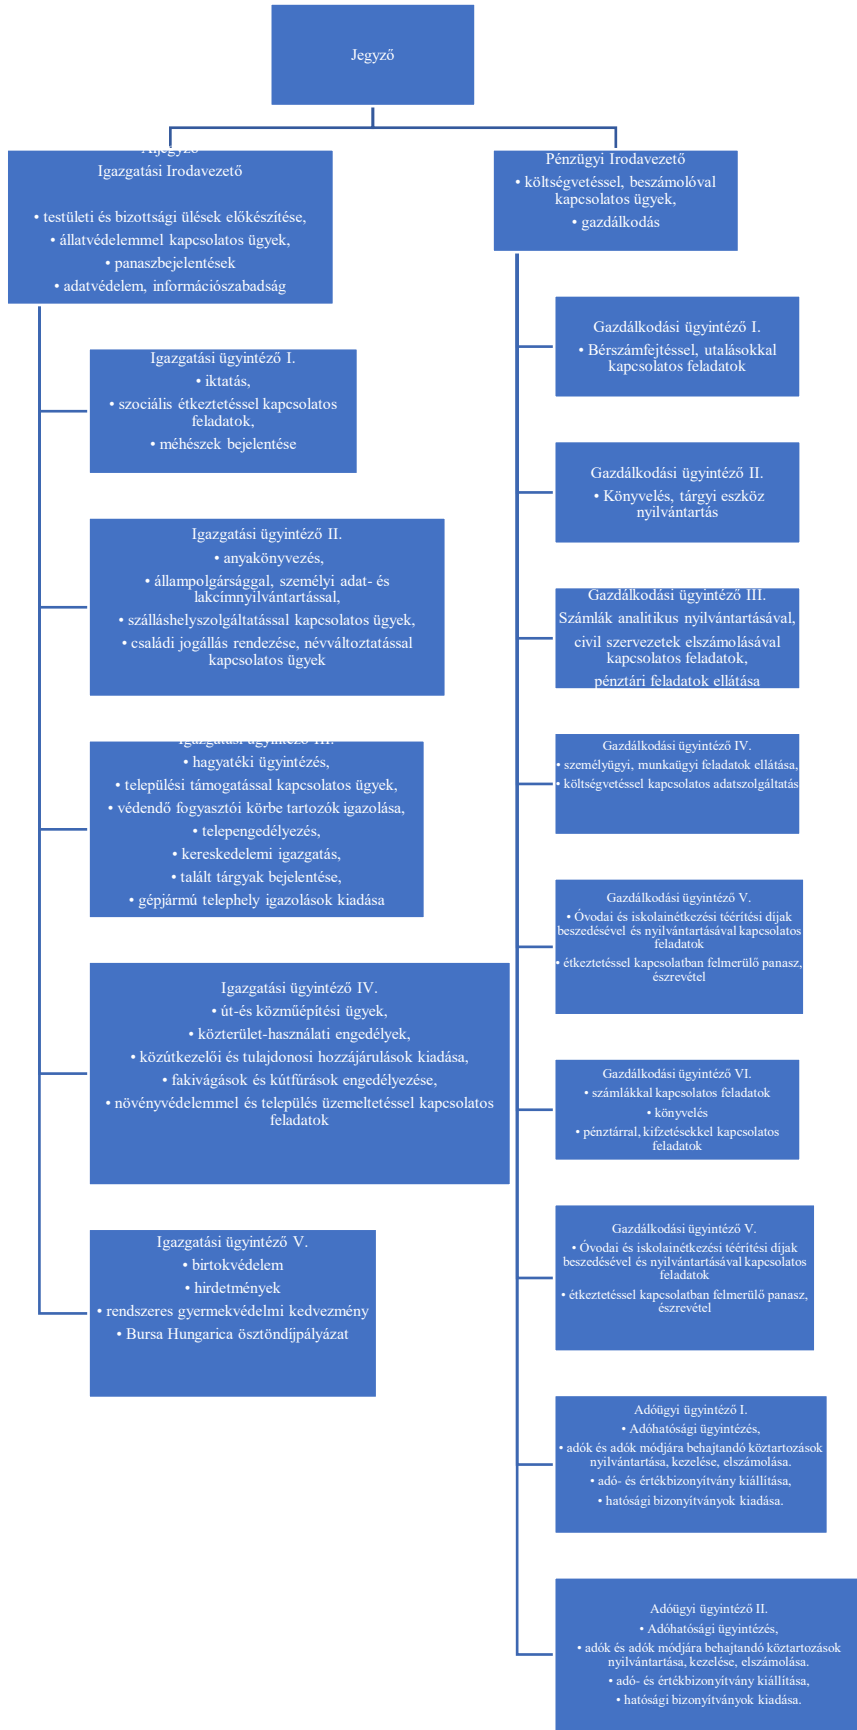 Jegyző
Aljegyző
Igazgatási Irodavezető
• testületi és bizottsági ülések előkészítése,
• állatvédelemmel kapcsolatos ügyek,
• panaszbejelentések
• adatvédelem, információszabadság
Igazgatási ügyintéző I.
• iktatás,
• szociális étkeztetéssel kapcsolatos
feladatok,
• méhészek bejelentése
Igazgatási ügyintéző II.
• anyakönyvezés,
• állampolgársággal, személyi adat- és
lakcímnyilvántartással,
• szálláshelyszolgáltatással kapcsolatos ügyek,
• családi jogállás rendezése, névváltoztatással
kapcsolatos ügyek
Igazgatási ügyintéző III.
• hagyatéki ügyintézés,
• települési támogatással kapcsolatos ügyek,
• védendő fogyasztói körbe tartozók igazolása,
• telepengedélyezés,
• kereskedelemi igazgatás,
• talált tárgyak bejelentése,
• gépjármú telephely igazolások kiadása
Igazgatási ügyintéző IV.
• út-és közműépítési ügyek,
• közterület-használati engedélyek,
• közútkezelői és tulajdonosi hozzájárulások kiadása,
• fakivágások és kútfúrások engedélyezése,
• növényvédelemmel és település üzemeltetéssel kapcsolatos
feladatok
Igazgatási ügyintéző V.
• birtokvédelem
• hirdetmények
• rendszeres gyermekvédelmi kedvezmény
• Bursa Hungarica ösztöndíjpályázat
Pénzügyi Irodavezető
• költségvetéssel, beszámolóval
kapcsolatos ügyek,
• gazdálkodás
Gazdálkodási ügyintéző I.
• Bérszámfejtéssel, utalásokkal
kapcsolatos feladatok
Gazdálkodási ügyintéző II.
• Könyvelés, tárgyi eszköz
nyilvántartás
Gazdálkodási ügyintéző III.
Számlák analitikus nyilvántartásával,
civil szervezetek elszámolásával
kapcsolatos feladatok,
pénztári feladatok ellátása
Gazdálkodási ügyintéző IV.
• személyügyi, munkaügyi feladatok ellátása,
• költségvetéssel kapcsolatos adatszolgáltatás
Gazdálkodási ügyintéző V.
• Óvodai és iskolainétkezési téérítési díjak
beszedésével és nyilvántartásával kapcsolatos
feladatok
• étkeztetéssel kapcsolatban felmerülő panasz,
észrevétel
Gazdálkodási ügyintéző VI.
• számlákkal kapcsolatos feladatok
• könyvelés
• pénztárral, kifzetésekkel kapcsolatos
feladatok
Gazdálkodási ügyintéző V.
• Óvodai és iskolainétkezési téérítési díjak
beszedésével és nyilvántartásával kapcsolatos
feladatok
• étkeztetéssel kapcsolatban felmerülő panasz,
észrevétel
Adóügyi ügyintéző I.
• Adóhatósági ügyintézés,
• adók és adók módjára behajtandó köztartozások
nyilvántartása, kezelése, elszámolása.
• adó- és értékbizonyítvány kiállítása,
• hatósági bizonyítványok kiadása.
Adóügyi ügyintéző II.
• Adóhatósági ügyintézés,
• adók és adók módjára behajtandó köztartozások
nyilvántartása, kezelése, elszámolása.
• adó- és értékbizonyítvány kiállítása,
• hatósági bizonyítványok kiadása.